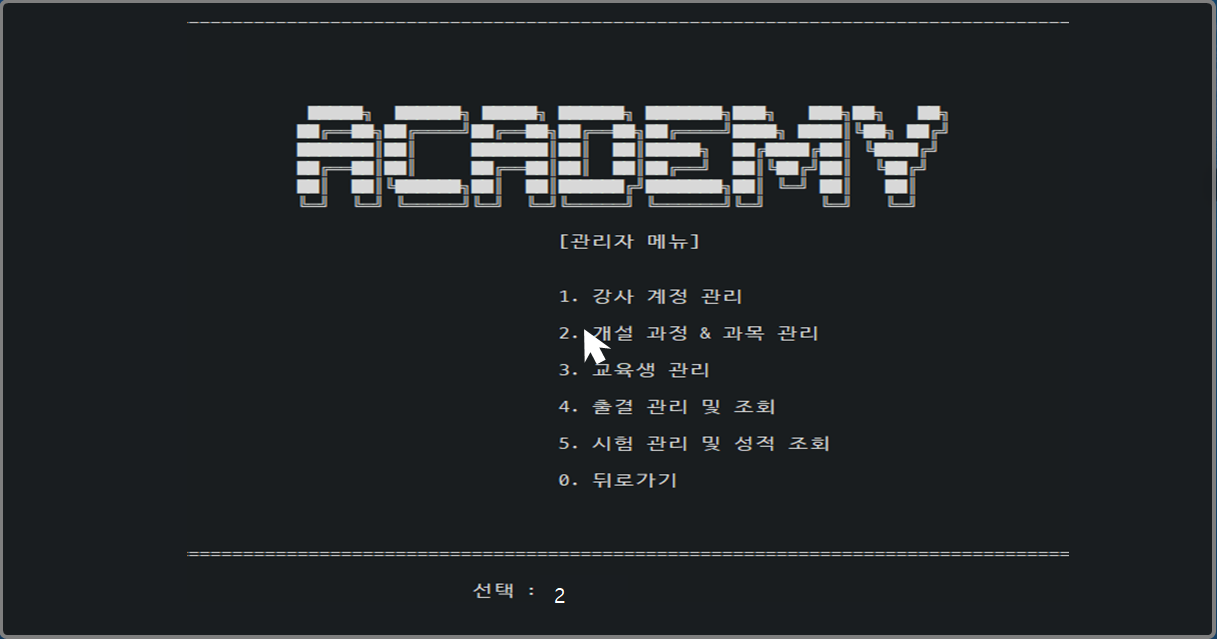 ACADEMY
[관리자 메뉴]
1. 강사 계정 관리
2. 개설 과정 & 과목 관리
3. 교육생 관리
4. 출결 관리 및 조회
5. 시험 관리 및 성적 조회
0. 뒤로가기
선택 : 2